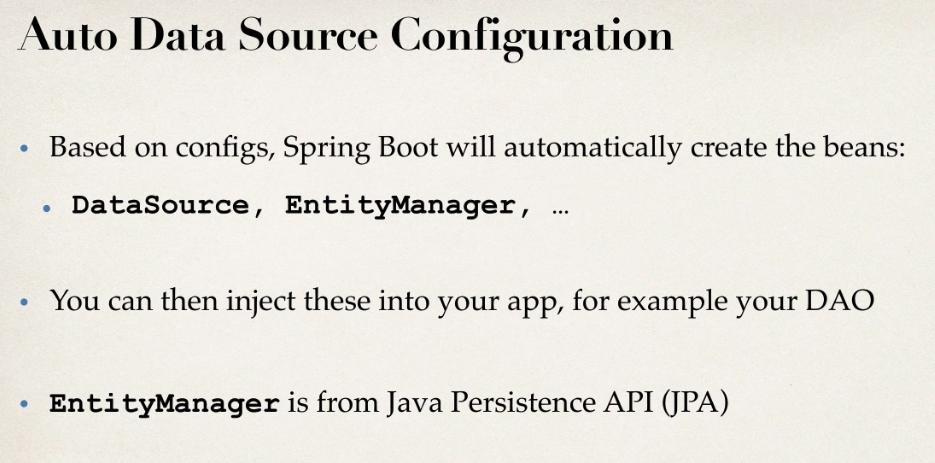 Auto Data Source Configuration
• Based on configs, Spring Boot will automatically create the beans:
• DataSource, EntityManager, …
• You can then inject these into your app, for example your DAO
• EntityManager is from Java Persistence API (JPA)